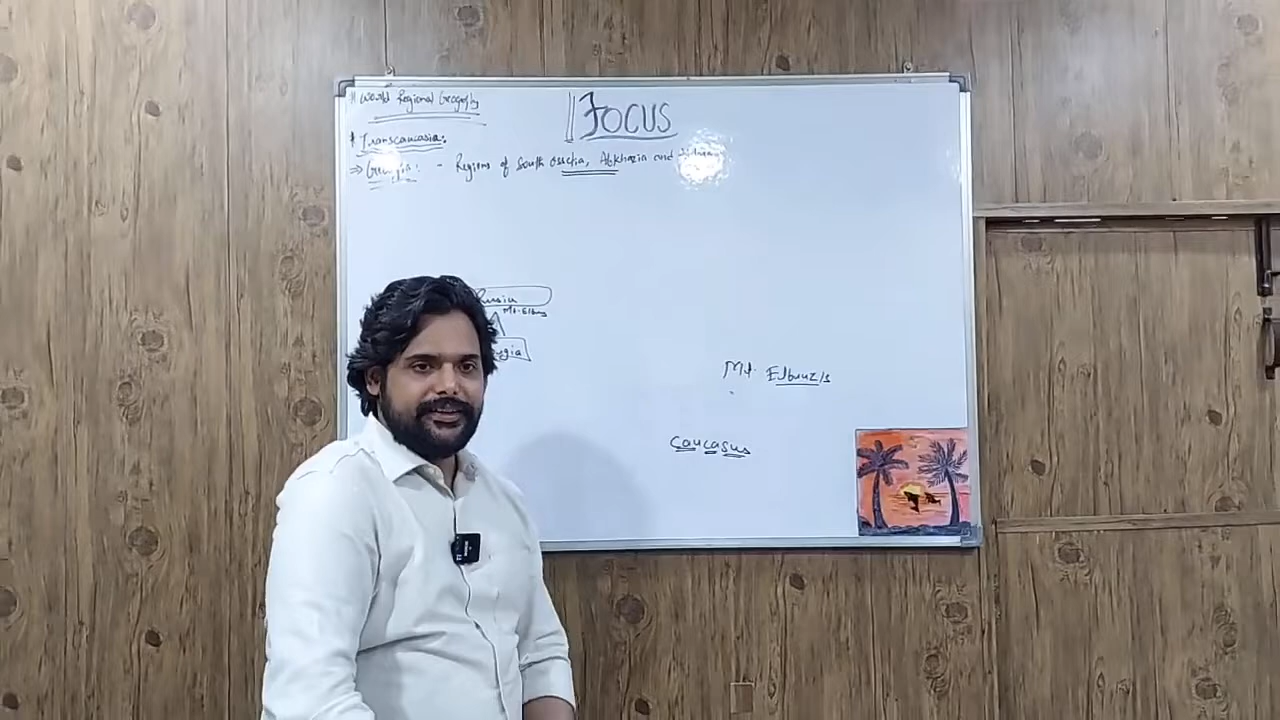 World Regional Geography
FOCUS
Transcaucasia:
⇒ Georgia: - Regions of South Ossetia, Abkhazia and
Russia
Mt. Elbrus
Mt. Elbruz/s
Caucasus